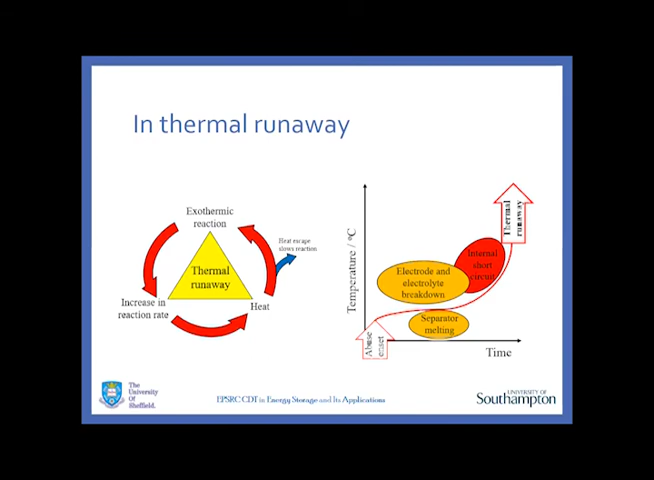 In thermal runaway
Exothermic
reaction
Heat escape
slows reaction
Thermal
runaway
Increase in
reaction rate
Heat
Temperature / °C
Thermal
runaway
Internal
short
circuit
Electrode and
electrolyte
breakdown
Separator
melting
Abuse
onset
Time
The
University
Of
Sheffield.
EPSRC CDT in Energy Storage and Its Applications
UNIVERSITY OF
Southampton